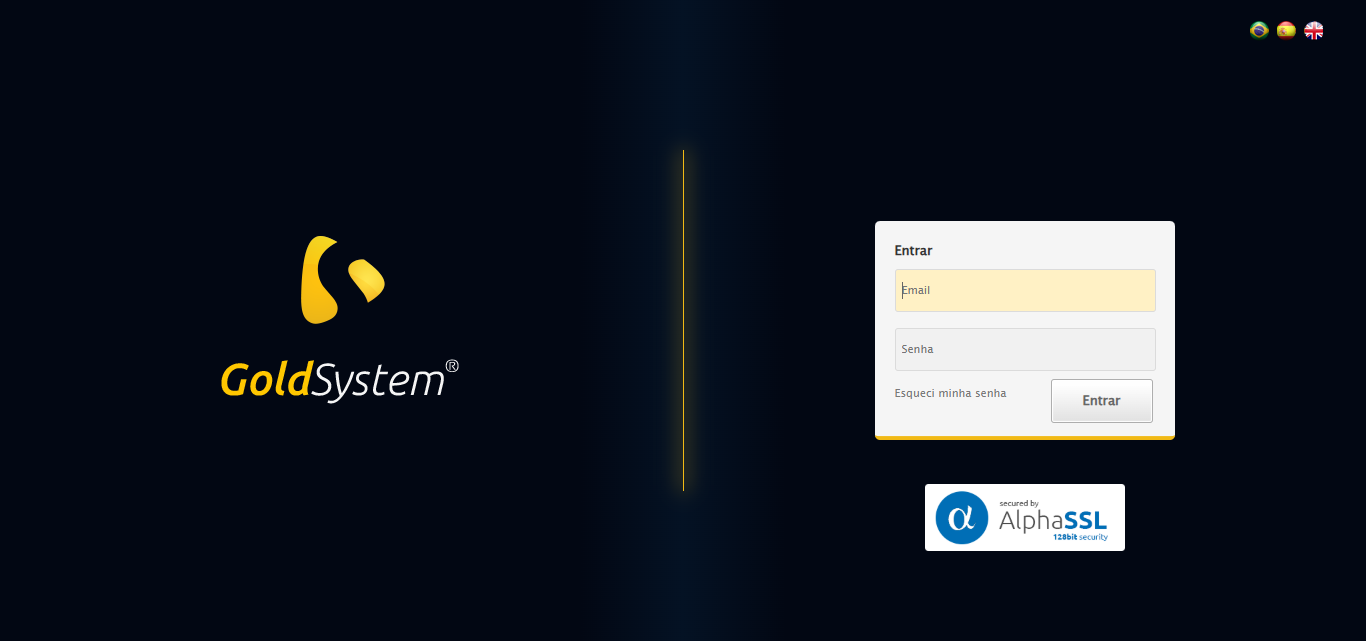 GoldSystem®
Entrar
Email
Senha
Esqueci minha senha
Entrar
α
secured by
AlphaSSL
128bit security